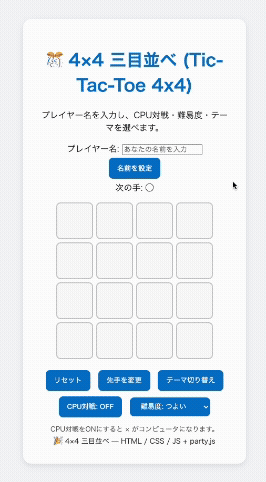 🎊 4x4 三目並べ (Tic-
Tac-Toe 4x4)
プレイヤー名を入力し、CPU対戦・難易度・テー
マを選べます。
プレイヤー名: あなたの名前を入力
名前を設定
次の手: ◯
リセット 先手を変更 テーマ切り替え
CPU対戦: OFF 難易度: つよい
CPU対戦をONにすると × がコンピュータになります。
🎉 4x4 三目並べ — HTML / CSS / JS + party.js